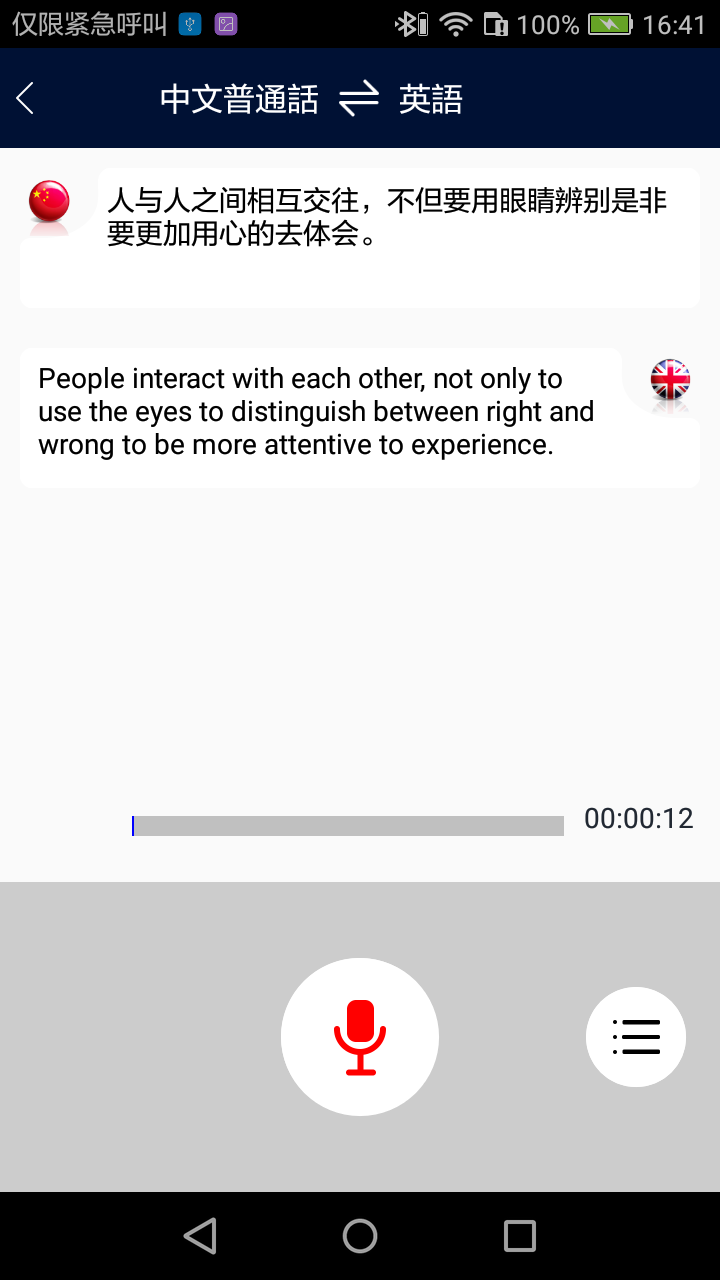 仅限紧急呼叫 100% 16:41
中文普通話 英語
人与人之间相互交往，不但要用眼睛辨别是非
要更加用心的去体会。
People interact with each other, not only to
use the eyes to distinguish between right and
wrong to be more attentive to experience.
00:00:12